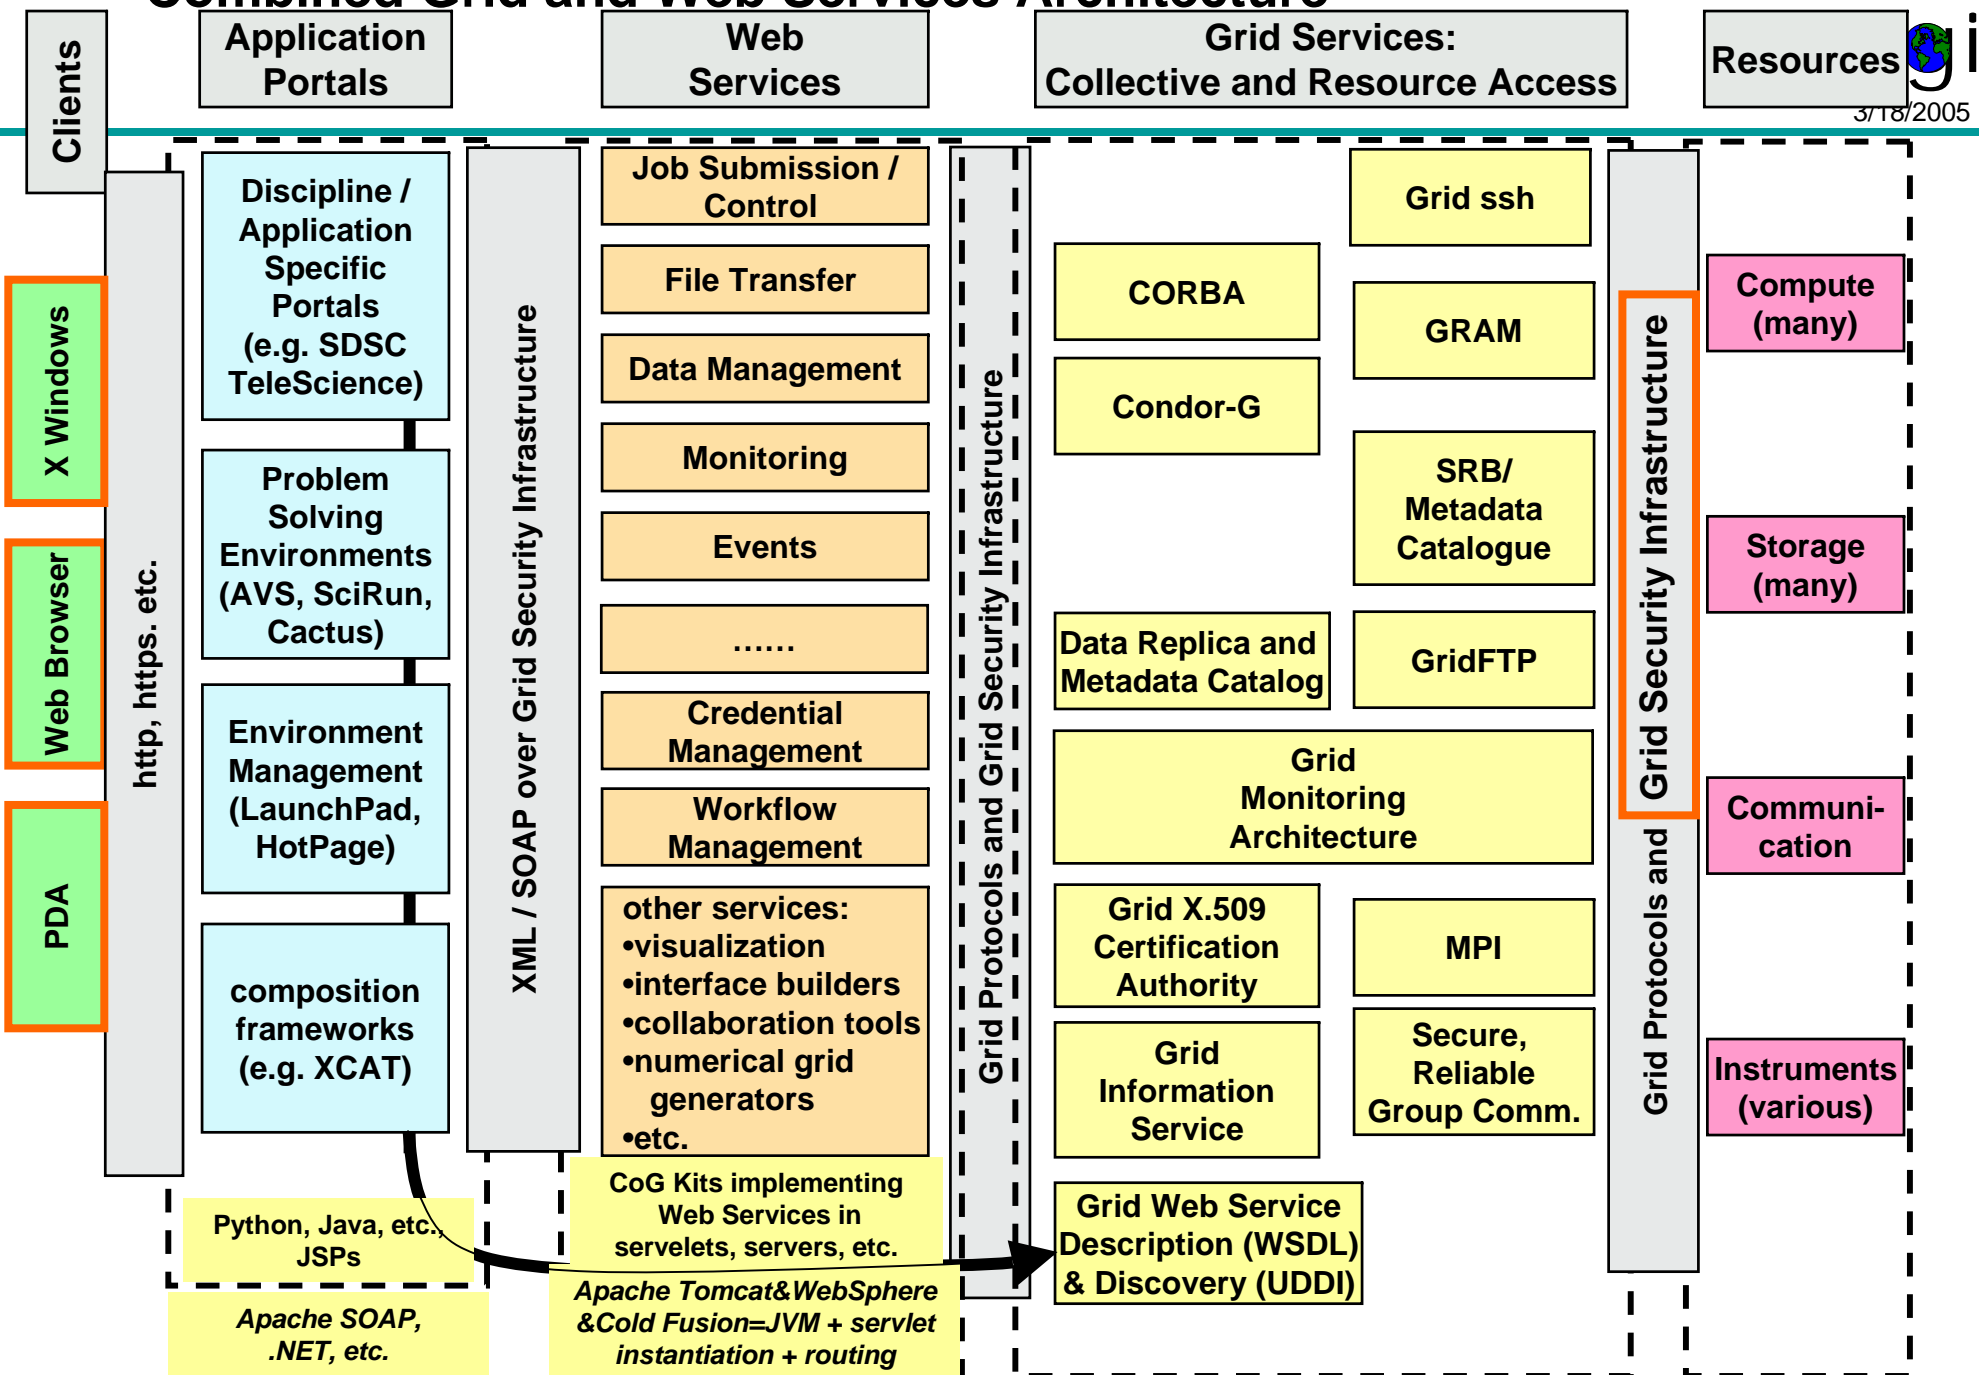 Combined Grid and Web Services Architecture
Clients
Application
Portals
Web
Services
Grid Services:
Collective and Resource Access
Resources
gi
3/18/2005
X Windows
Web Browser
PDA
http, https. etc.
Discipline /
Application
Specific
Portals
(e.g. SDSC
TeleScience)
Problem
Solving
Environments
(AVS, SciRun,
Cactus)
Environment
Management
(LaunchPad,
HotPage)
composition
frameworks
(e.g. XCAT)
Python, Java, etc.,
JSPs
Apache SOAP,
.NET, etc.
XML / SOAP over Grid Security Infrastructure
Job Submission /
Control
File Transfer
Data Management
Monitoring
Events
……
Credential
Management
Workflow
Management
other services:
•visualization
•interface builders
•collaboration tools
•numerical grid
generators
•etc.
CoG Kits implementing
Web Services in
servelets, servers, etc.
Apache Tomcat&WebSphere
&Cold Fusion=JVM + servlet
instantiation + routing
Grid Protocols and Grid Security Infrastructure
CORBA
Condor-G
Data Replica and
Metadata Catalog
Grid ssh
GRAM
SRB/
Metadata
Catalogue
GridFTP
Grid
Monitoring
Architecture
Grid X.509
Certification
Authority
MPI
Grid
Information
Service
Secure,
Reliable
Group Comm.
Grid Web Service
Description (WSDL)
& Discovery (UDDI)
Grid Protocols and Grid Security Infrastructure
Compute
(many)
Storage
(many)
Communi-
cation
Instruments
(various)